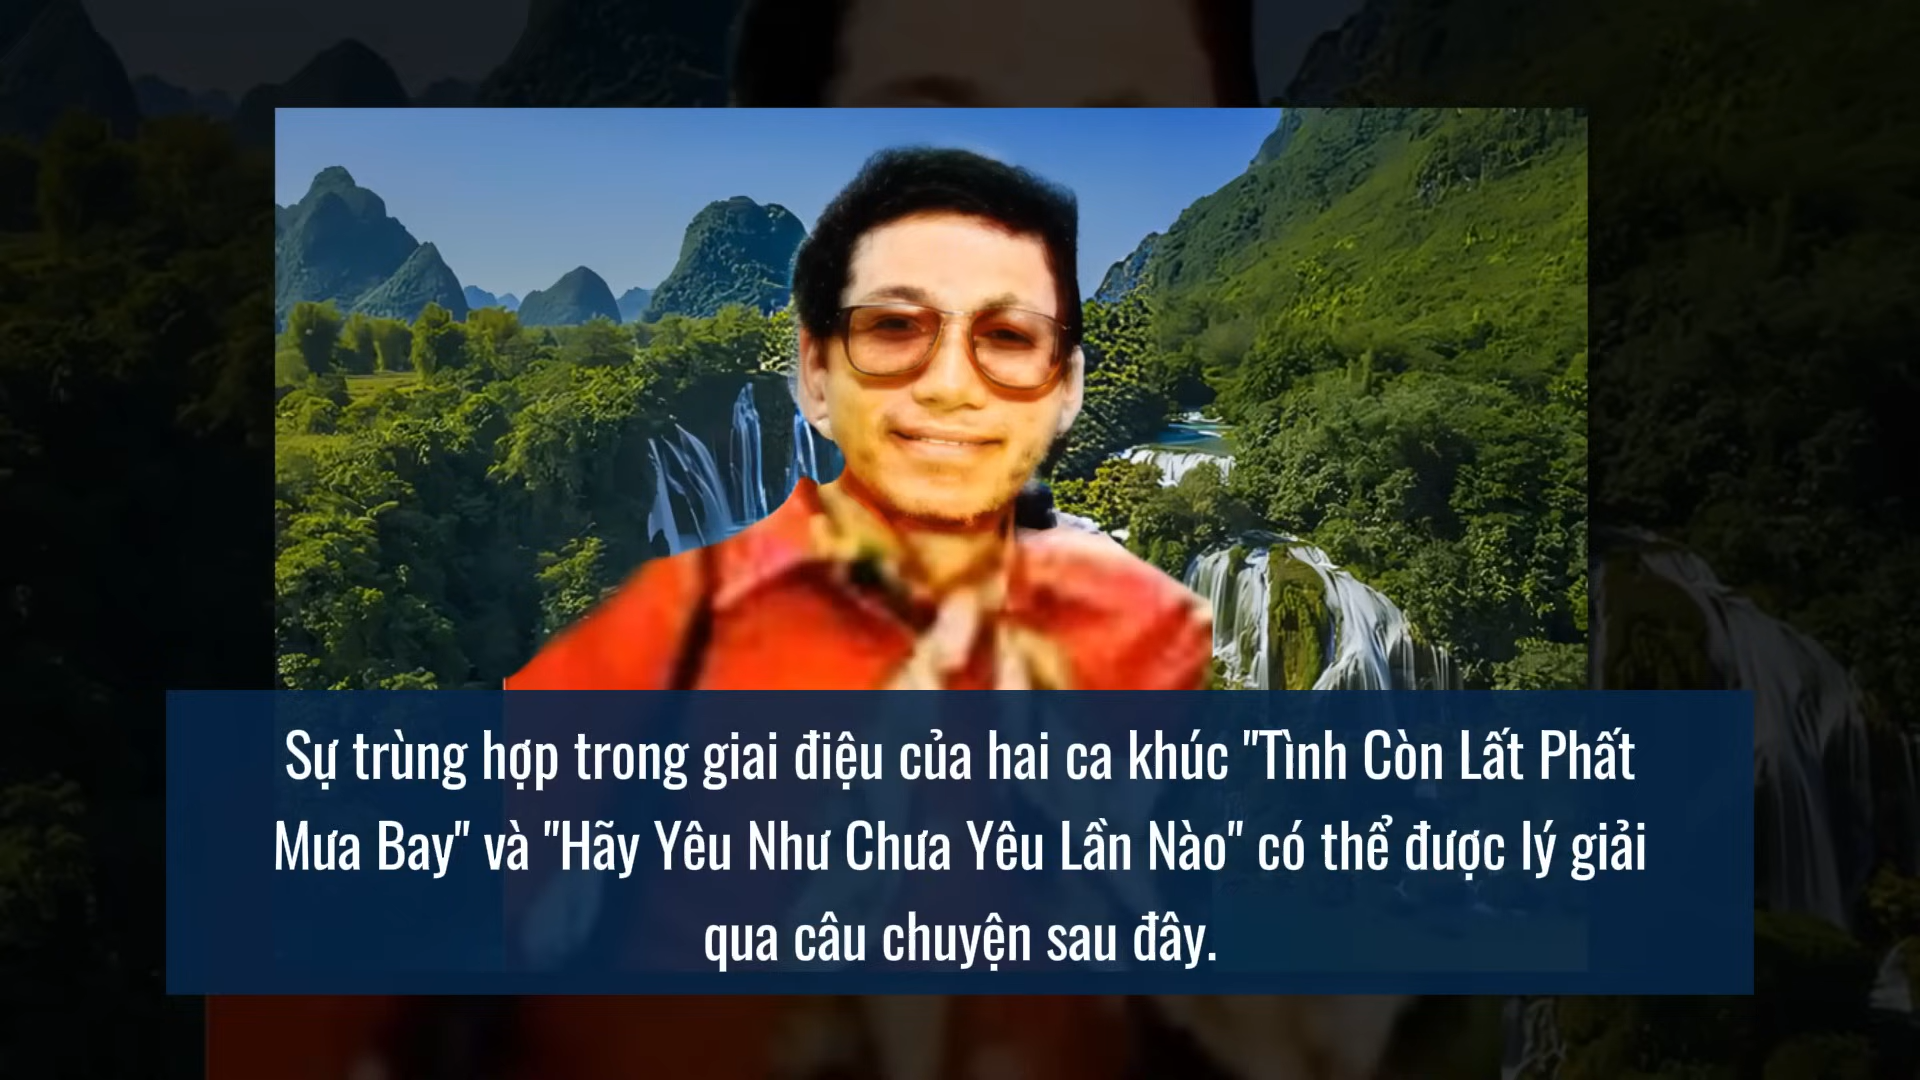 Sự trùng hợp trong giai điệu của hai ca khúc "Tình Còn Lất Phất
Mưa Bay" và "Hãy Yêu Như Chưa Yêu Lần Nào" có thể được lý giải
qua câu chuyện sau đây.